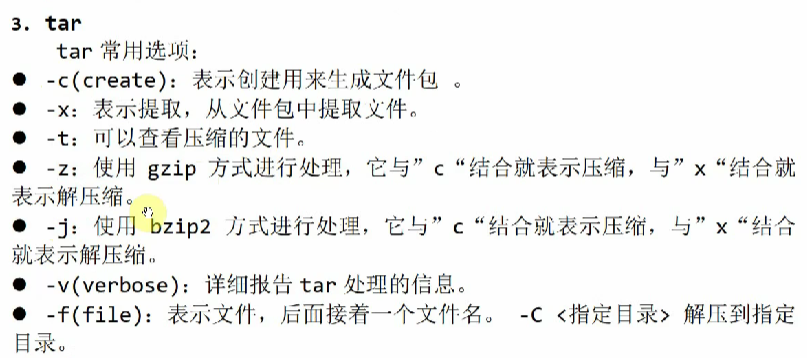 3. tar
tar 常用选项：
● -c(create)：表示创建用来生成文件包 。
● -x：表示提取，从文件包中提取文件。
● -t：可以查看压缩的文件。
● -z：使用 gzip 方式进行处理，它与”c“结合就表示压缩，与”x“结合就
表示解压缩。
● -j：使用 bzip2 方式进行处理，它与”c“结合就表示压缩，与”x“结合
就表示解压缩。
● -v(verbose)：详细报告 tar 处理的信息。
● -f(file)：表示文件，后面接着一个文件名。 -C <指定目录> 解压到指定
目录。